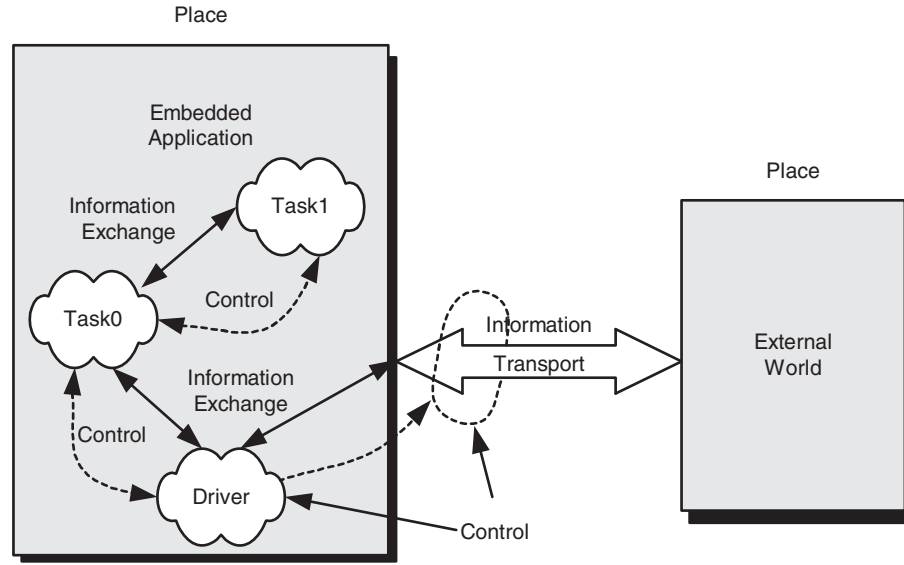 Place
Embedded
Application
Task1
Information
Exchange
Control
Task0
Information
Exchange
Control
Driver
Information
Transport
Control
Place
External
World